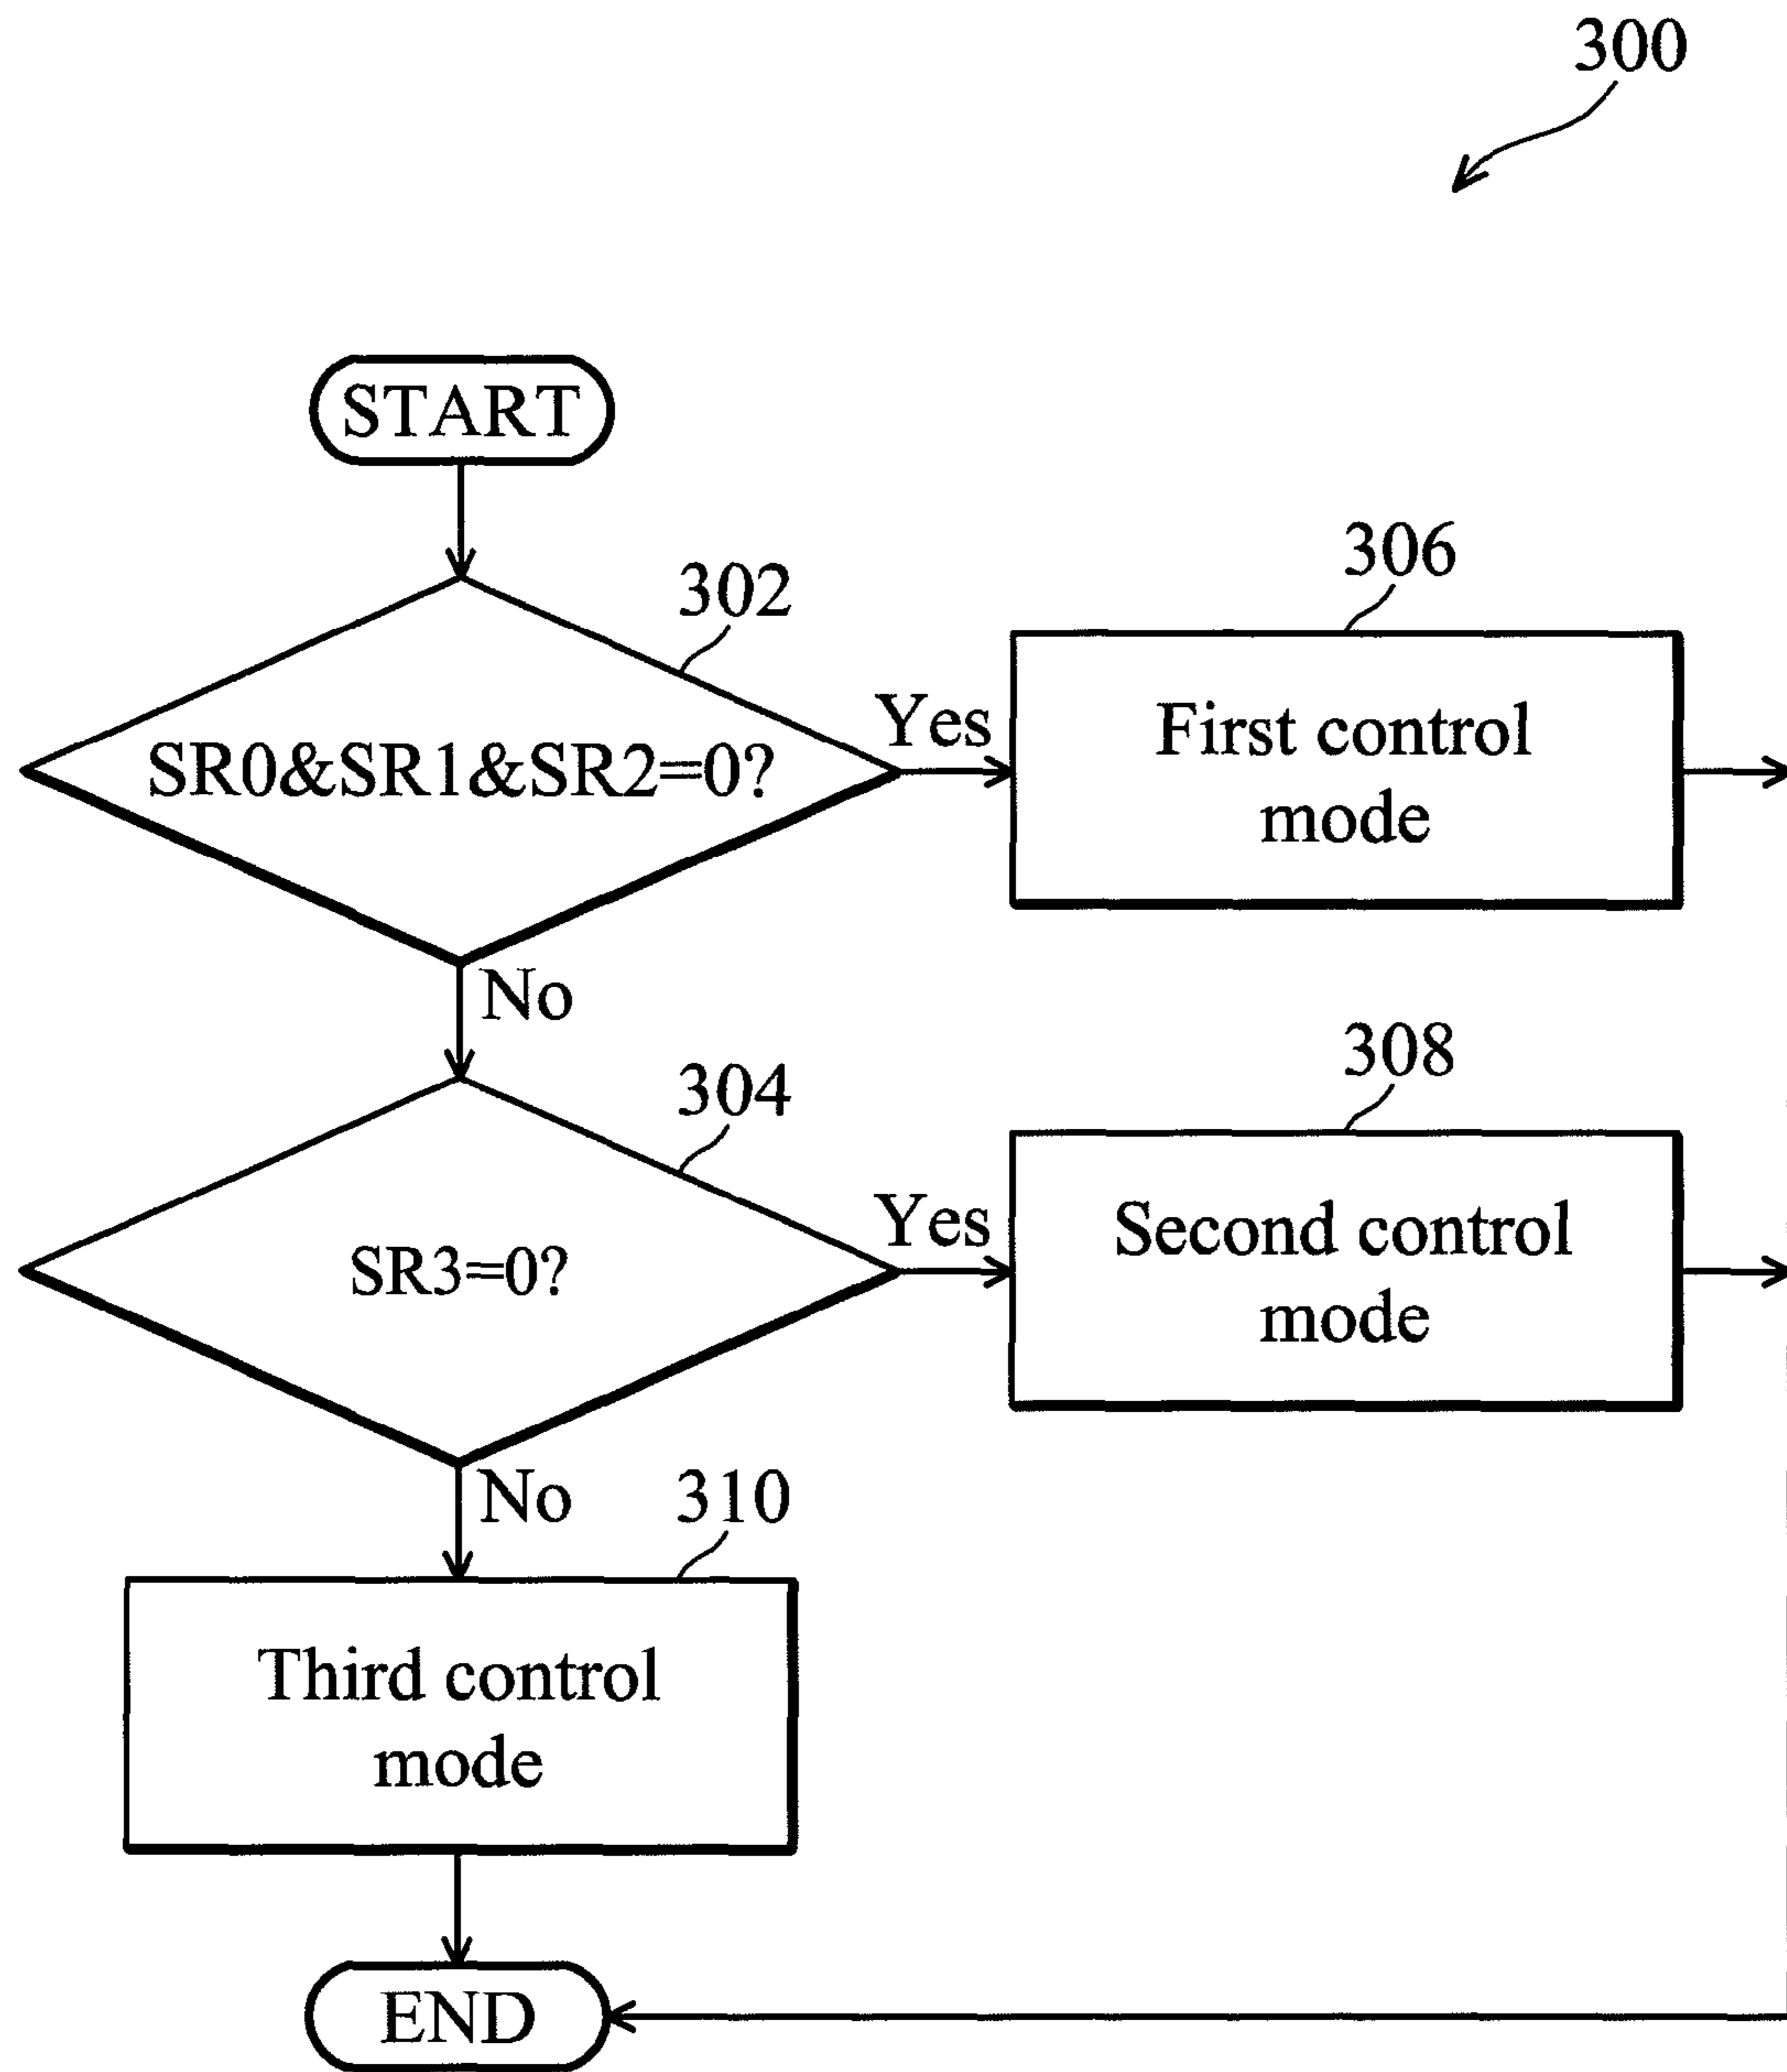 300
START
302
SR0&SR1&SR2=0?
Yes
306
First control
mode
No
304
SR3=0?
Yes
308
Second control
mode
No
310
Third control
mode
END